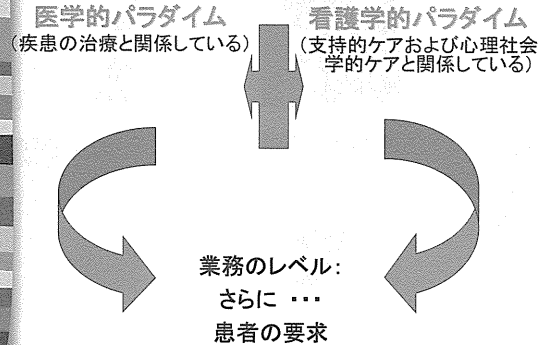 医学的パラダイム
(疾患の治療と関係している)
看護学的パラダイム
(支持的ケアおよび心理社会
学的ケアと関係している)
業務のレベル:
さらに ･･･
患者の要求